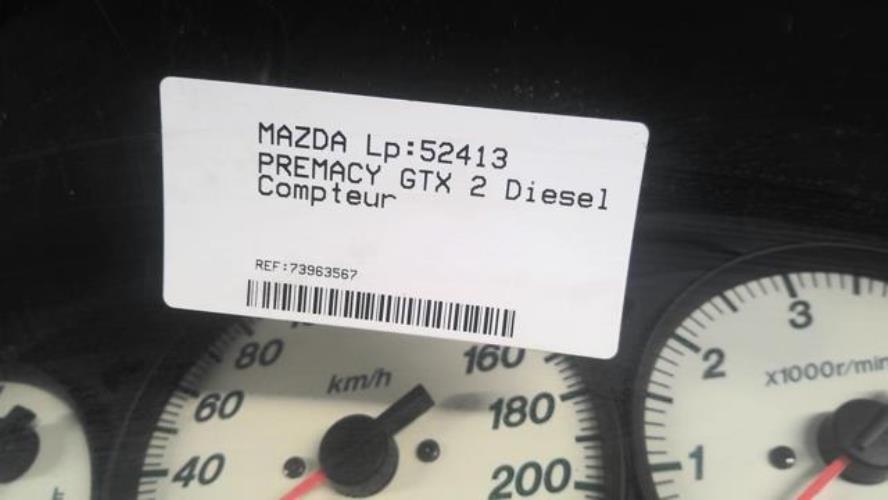 MAZDA Lp:52413
PREMACY GTX 2 Diesel
Compteur
REF:73963567
80
160
km/h
60
180
40
200
3
2
x1000r/min
1